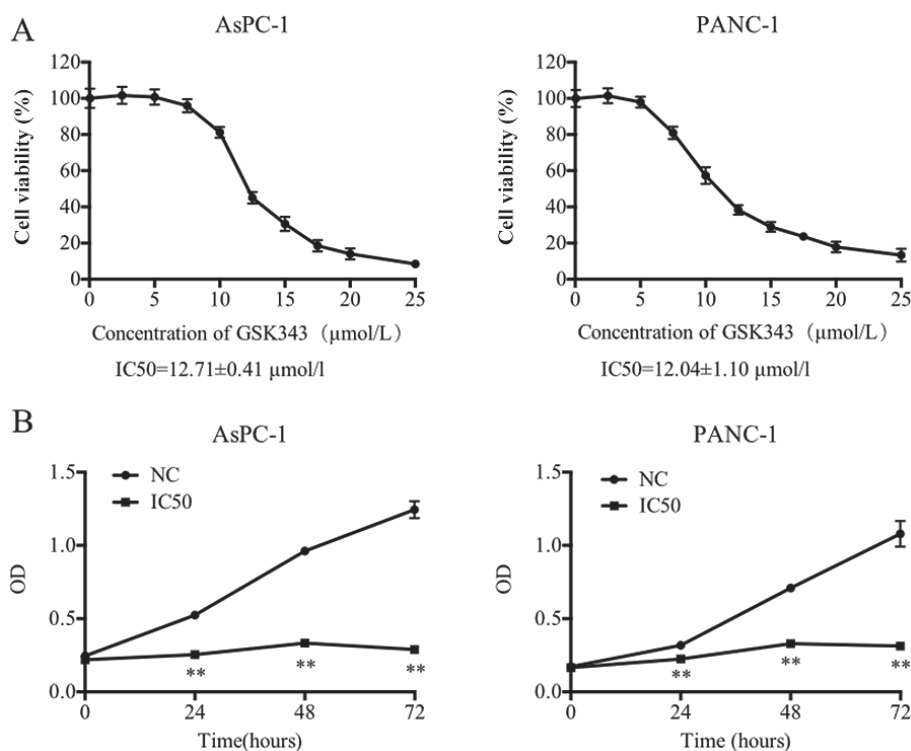 A
AsPC-1
120
100
80
60
40
20
0
Cell viability (%)
0 5 10 15 20 25
Concentration of GSK343（μmol/L）
IC50=12.71±0.41 μmol/l
PANC-1
120
100
80
60
40
20
0
Cell viability (%)
0 5 10 15 20 25
Concentration of GSK343（μmol/L）
IC50=12.04±1.10 μmol/l
B
AsPC-1
NC
IC50
1.5
1.0
0.5
0.0
OD
** ** **
0 24 48 72
Time(hours)
PANC-1
NC
IC50
1.5
1.0
0.5
0.0
OD
** ** **
0 24 48 72
Time (hours)